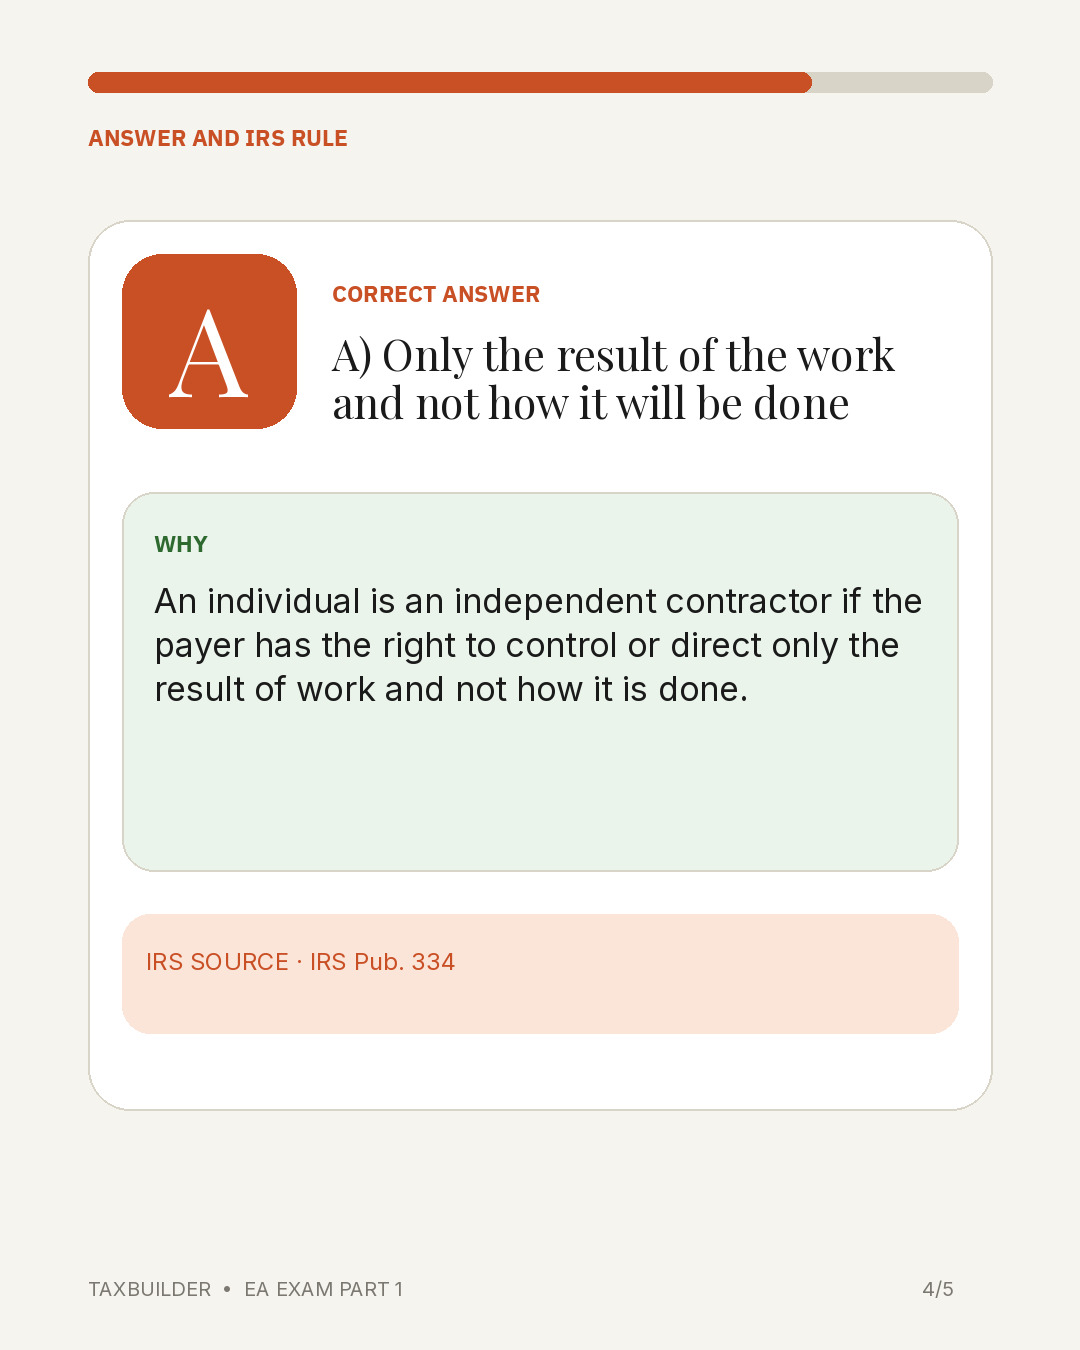 ANSWER AND IRS RULE
A
CORRECT ANSWER
A) Only the result of the work
and not how it will be done
WHY
An individual is an independent contractor if the
payer has the right to control or direct only the
result of work and not how it is done.
IRS SOURCE · IRS Pub. 334
TAXBUILDER • EA EXAM PART 1
4/5